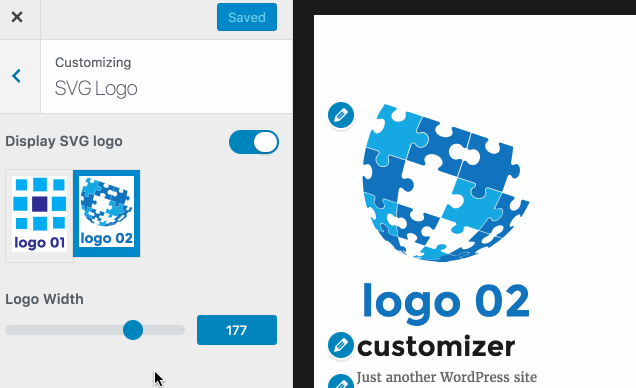 Saved
Customizing
SVG Logo
Display SVG logo
logo 01
logo 02
Logo Width
177
logo 02
customizer
Just another WordPress site